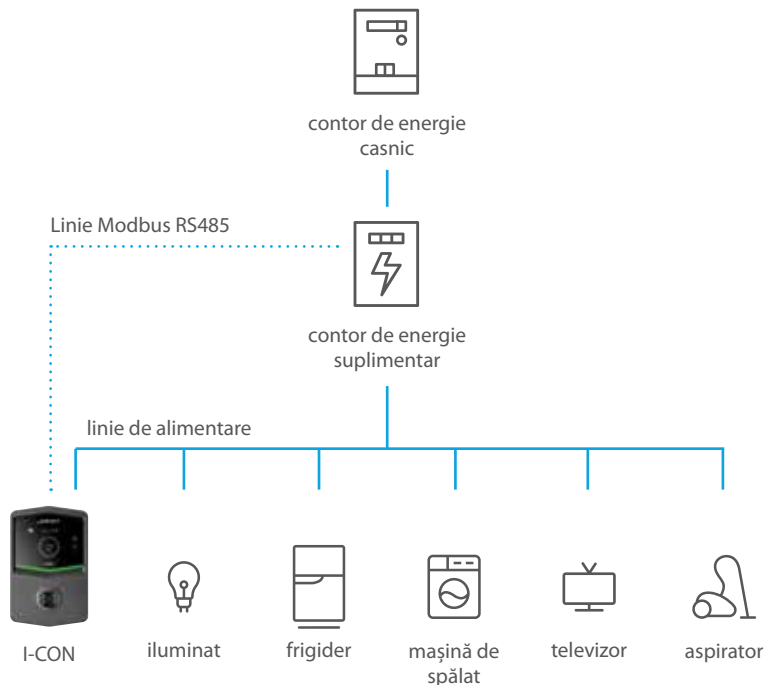 contor de energie
casnic
Linie Modbus RS485
contor de energie
suplimentar
linie de alimentare
I-CON
iluminat
frigider
mașină de
spălat
televizor
aspirator